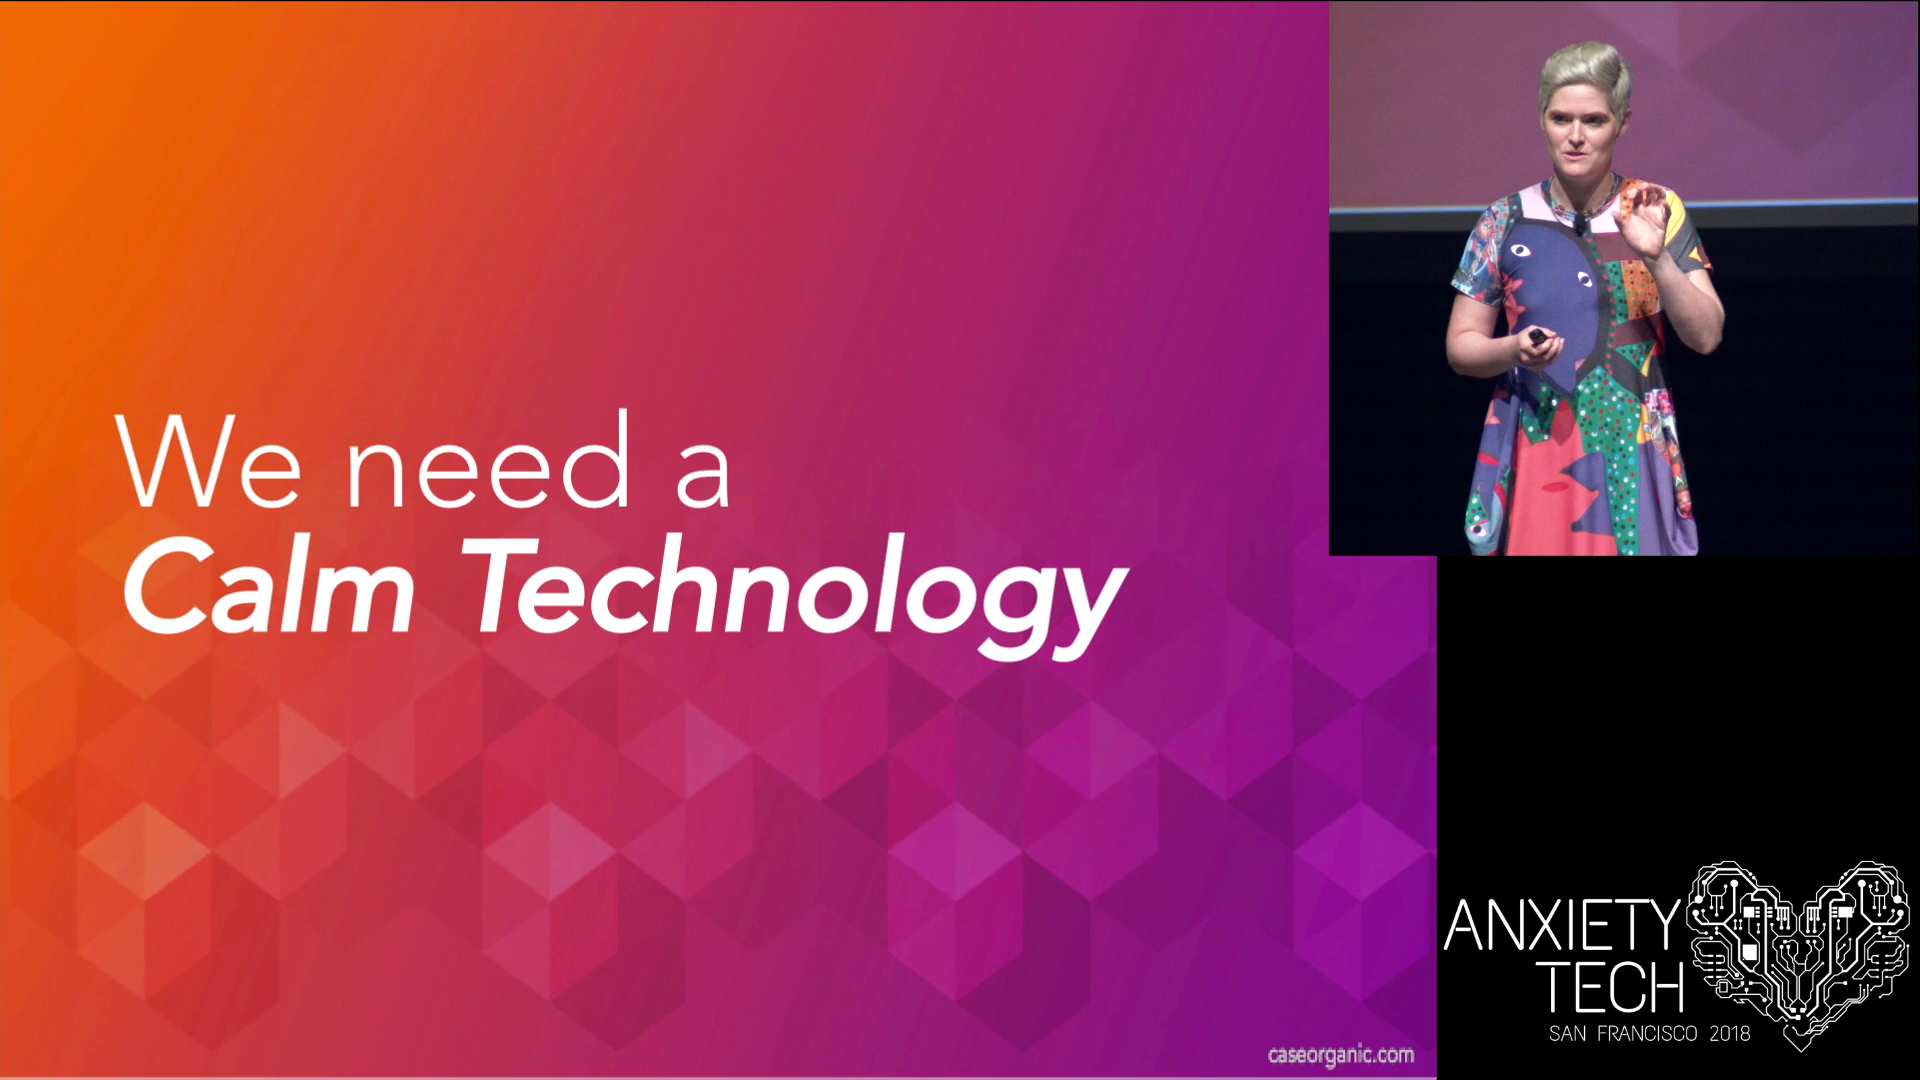 We need a
Calm Technology
caseorganic.com
ANXIETY
TECH
SAN FRANCISCO 2018